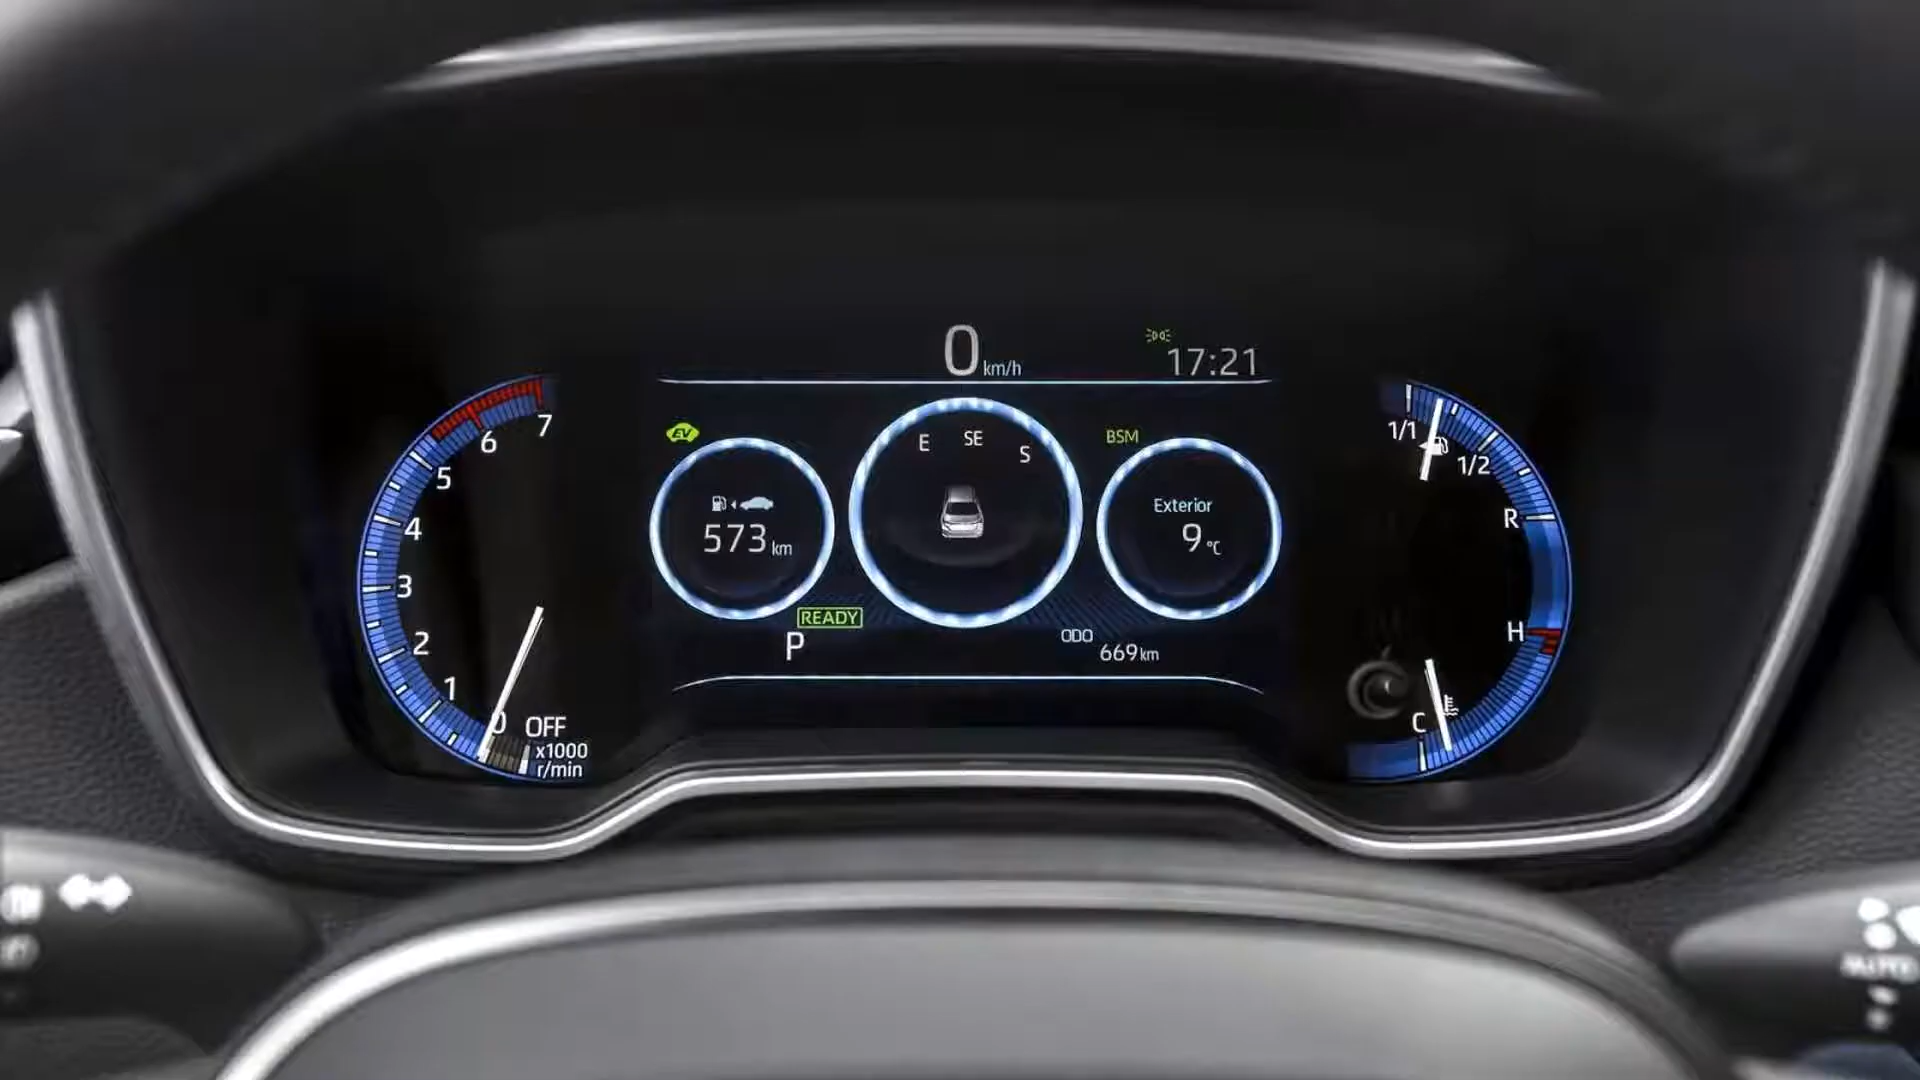 0 km/h
17:21
7
6
5
4
3
2
1
0
OFF
x1000
r/min
EV
573 km
READY
P
E SE S
BSM
Exterior
9 °C
ODO
669 km
1/1
1/2
R
H
C
AUTO